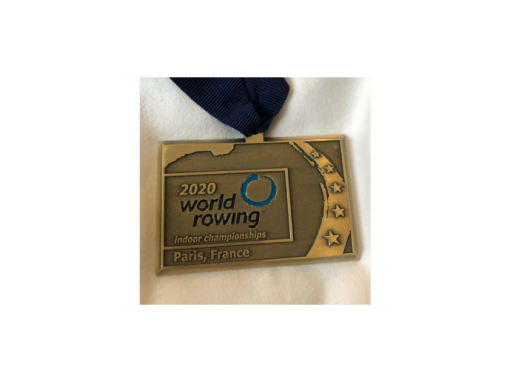 2020
world
rowing
indoor championships
Paris, France